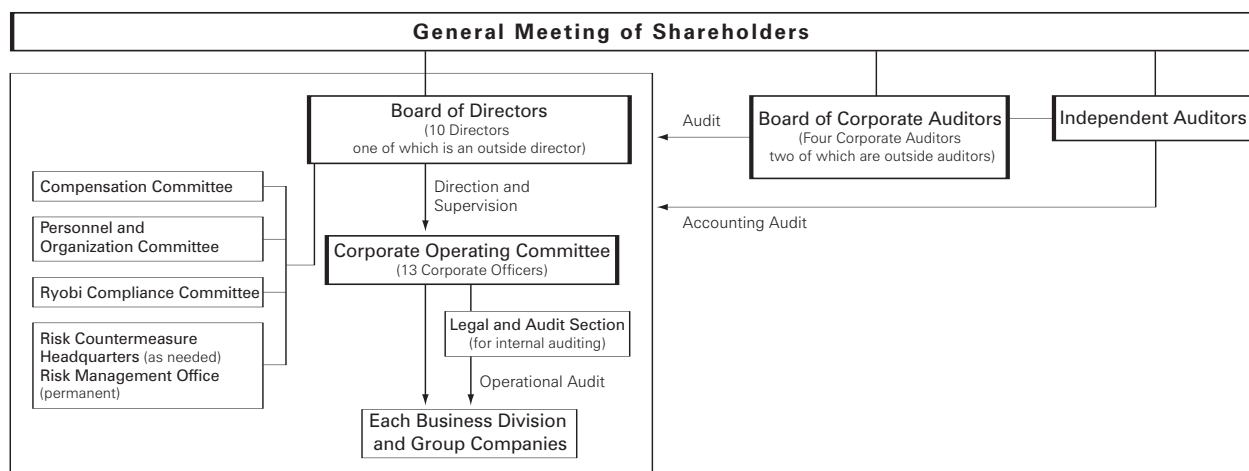 General Meeting of Shareholders
Board of Directors
(10 Directors
one of which is an outside director)
Audit
Board of Corporate Auditors
(Four Corporate Auditors
two of which are outside auditors)
Independent Auditors
Compensation Committee
Personnel and
Organization Committee
Ryobi Compliance Committee
Risk Countermeasure
Headquarters (as needed)
Risk Management Office
(permanent)
Direction and
Supervision
Accounting Audit
Corporate Operating Committee
(13 Corporate Officers)
Legal and Audit Section
(for internal auditing)
Operational Audit
Each Business Division
and Group Companies